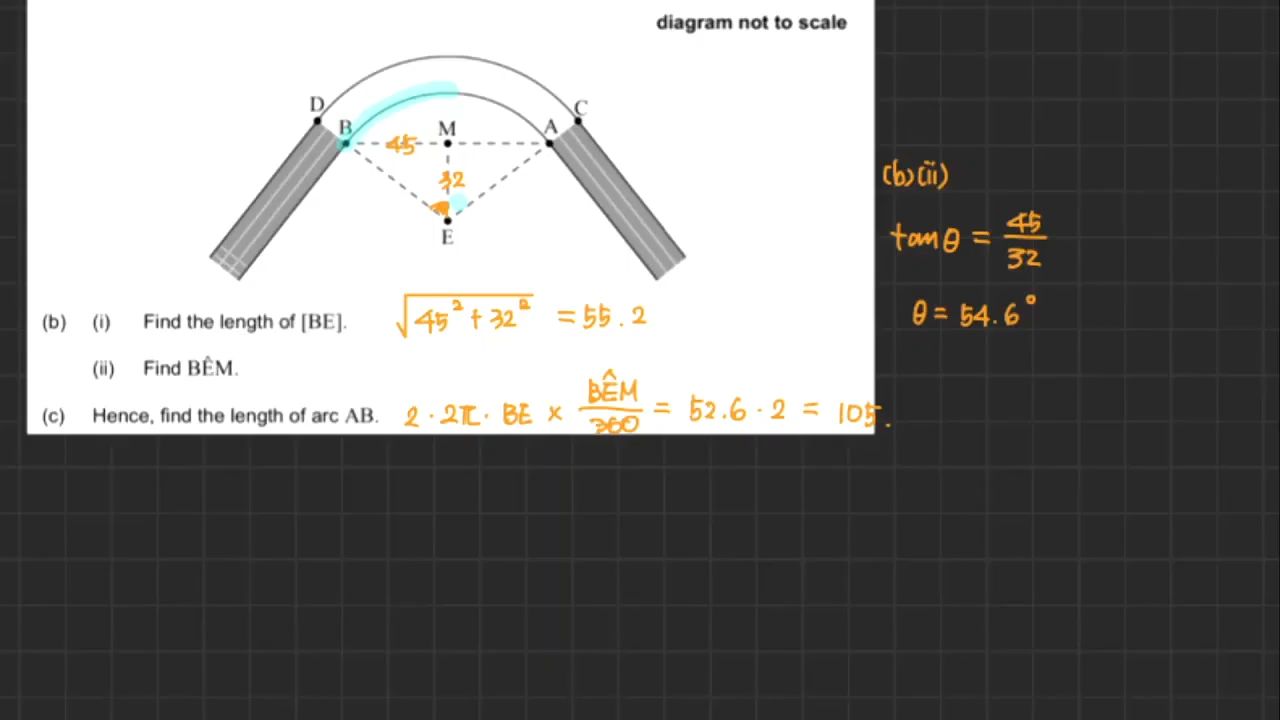 diagram not to scale
D
C
B
M
A
45
32
E
(b)(ii)
tanθ = 45/32
θ = 54.6°
(b) (i) Find the length of [BE]. √45² + 32² = 55.2
(ii) Find BÊM.
(c) Hence, find the length of arc AB. 2 · 2π · BE × BÊM/360 = 52.6 · 2 = 105.